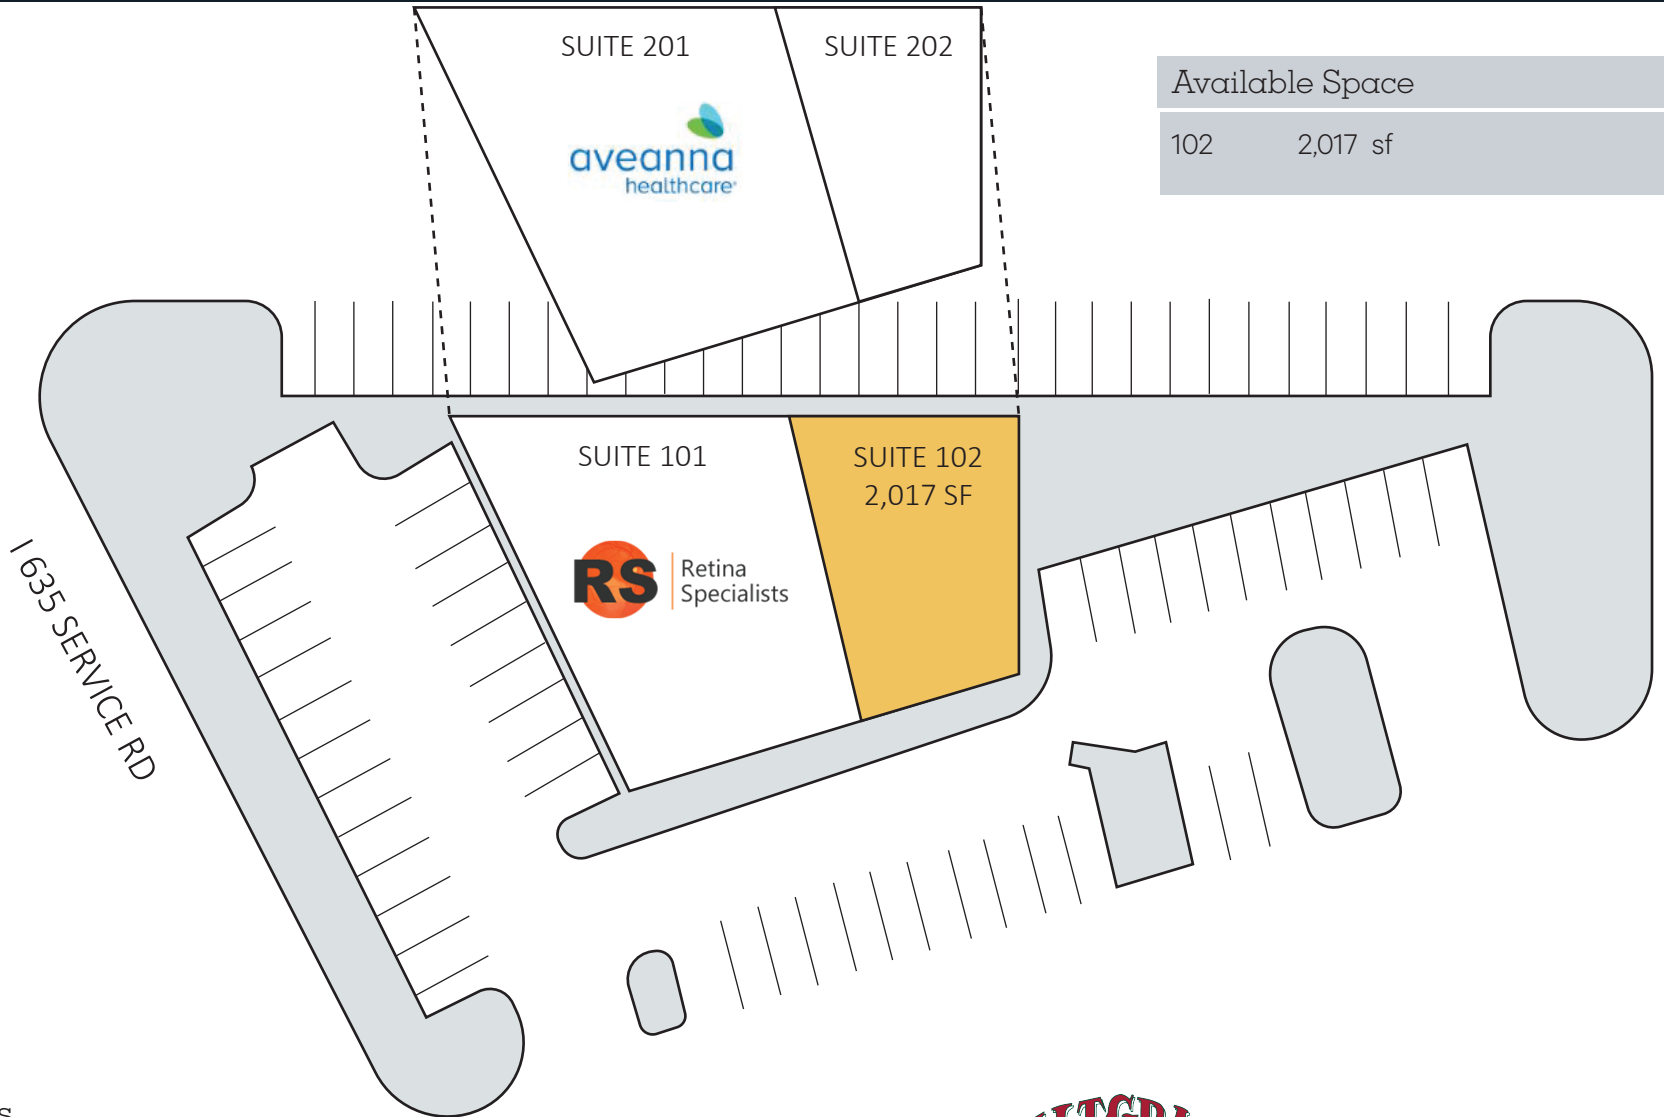 SUITE 201
SUITE 202
Available Space
102 2,017 sf
aveanna
healthcare
SUITE 101
SUITE 102
2,017 SF
RS Retina
Specialists
I 635 SERVICE RD